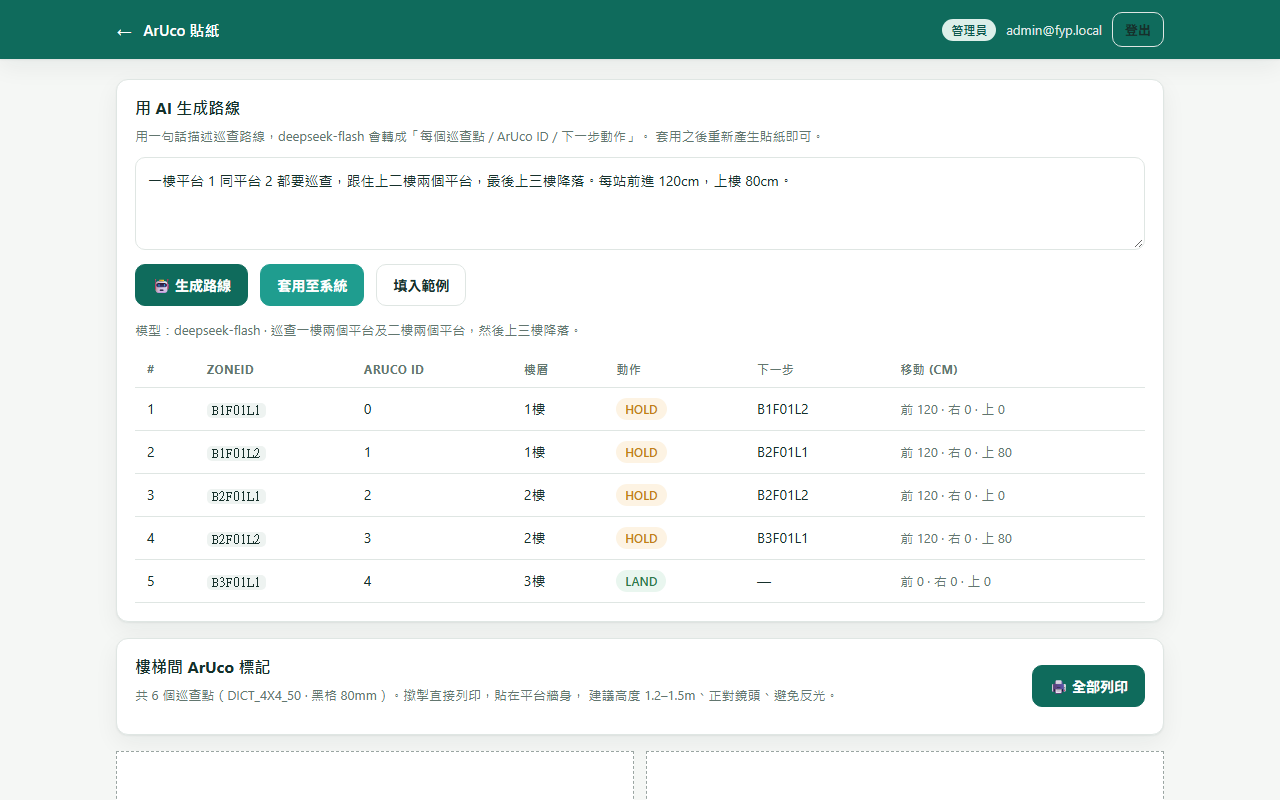 ← ArUco 貼紙
管理員 admin@fyp.local 登出
用 AI 生成路線
用一句話描述巡查路線，deepseek-flash 會轉成「每個巡查點 / ArUco ID / 下一步動作」。 套用之後重新產生貼紙即可。
一樓平台 1 同平台 2 都要巡查，跟住上二樓兩個平台，最後上三樓降落。每站前進 120cm，上樓 80cm。
生成路線 套用至系統 填入範例
模型：deepseek-flash · 巡查一樓兩個平台及二樓兩個平台，然後上三樓降落。
# ZONEID ARUCO ID 樓層 動作 下一步 移動 (CM)
1 B1F01L1 0 1樓 HOLD B1F01L2 前 120 · 右 0 · 上 0
2 B1F01L2 1 1樓 HOLD B2F01L1 前 120 · 右 0 · 上 80
3 B2F01L1 2 2樓 HOLD B2F01L2 前 120 · 右 0 · 上 0
4 B2F01L2 3 2樓 HOLD B3F01L1 前 120 · 右 0 · 上 80
5 B3F01L1 4 3樓 LAND — 前 0 · 右 0 · 上 0
樓梯間 ArUco 標記
共 6 個巡查點（DICT_4X4_50 · 黑格 80mm）。撳掣直接列印，貼在平台牆身， 建議高度 1.2–1.5m、正對鏡頭、避免反光。
全部列印